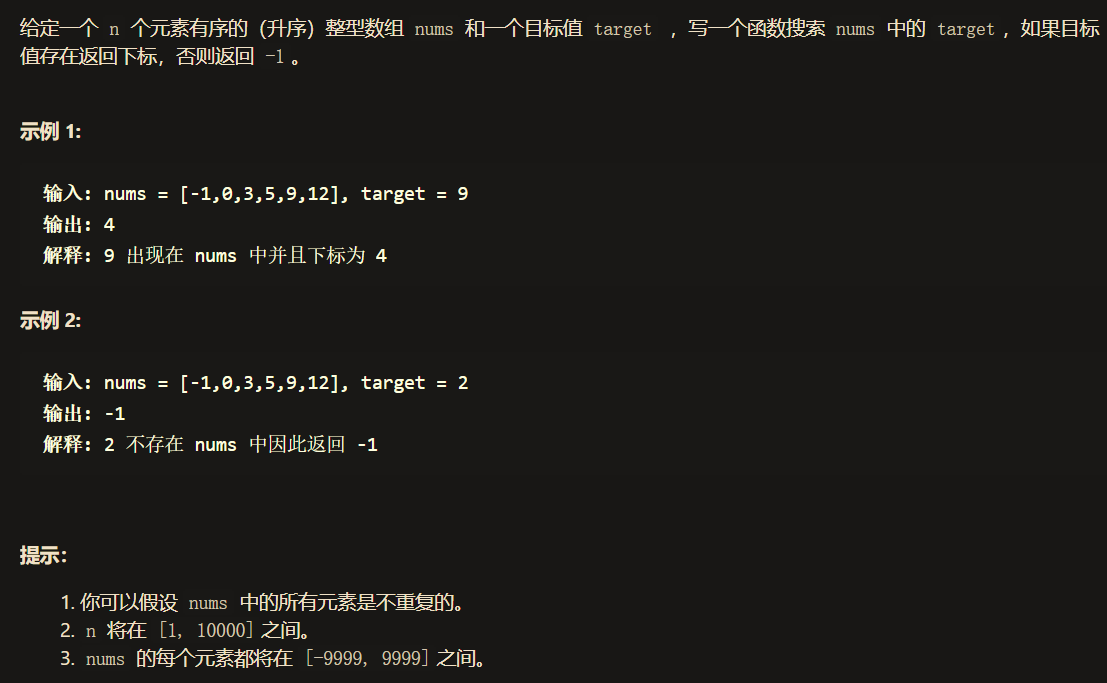 给定一个 n 个元素有序的（升序）整型数组 nums 和一个目标值 target ，写一个函数搜索 nums 中的 target，如果目标
值存在返回下标，否则返回 -1。
示例 1:
输入: nums = [-1,0,3,5,9,12], target = 9
输出: 4
解释: 9 出现在 nums 中并且下标为 4
示例 2:
输入: nums = [-1,0,3,5,9,12], target = 2
输出: -1
解释: 2 不存在 nums 中因此返回 -1
提示：
1. 你可以假设 nums 中的所有元素是不重复的。
2. n 将在 [1, 10000]之间。
3. nums 的每个元素都将在 [-9999, 9999]之间。